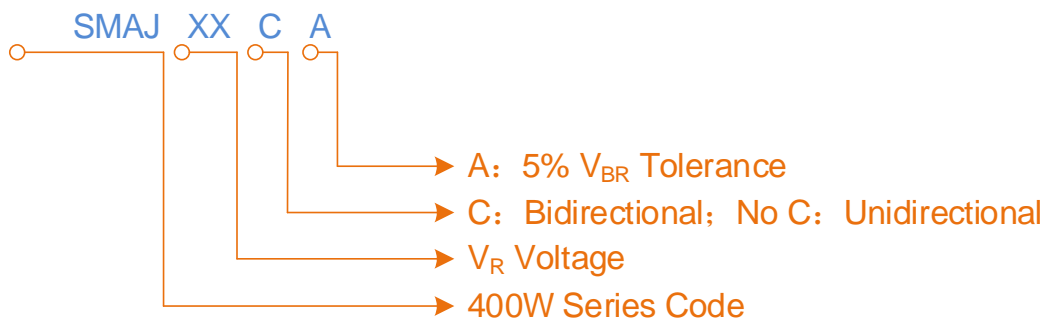 SMAJ XX C A
A：5% VBR Tolerance
C：Bidirectional；No C：Unidirectional
VR Voltage
400W Series Code